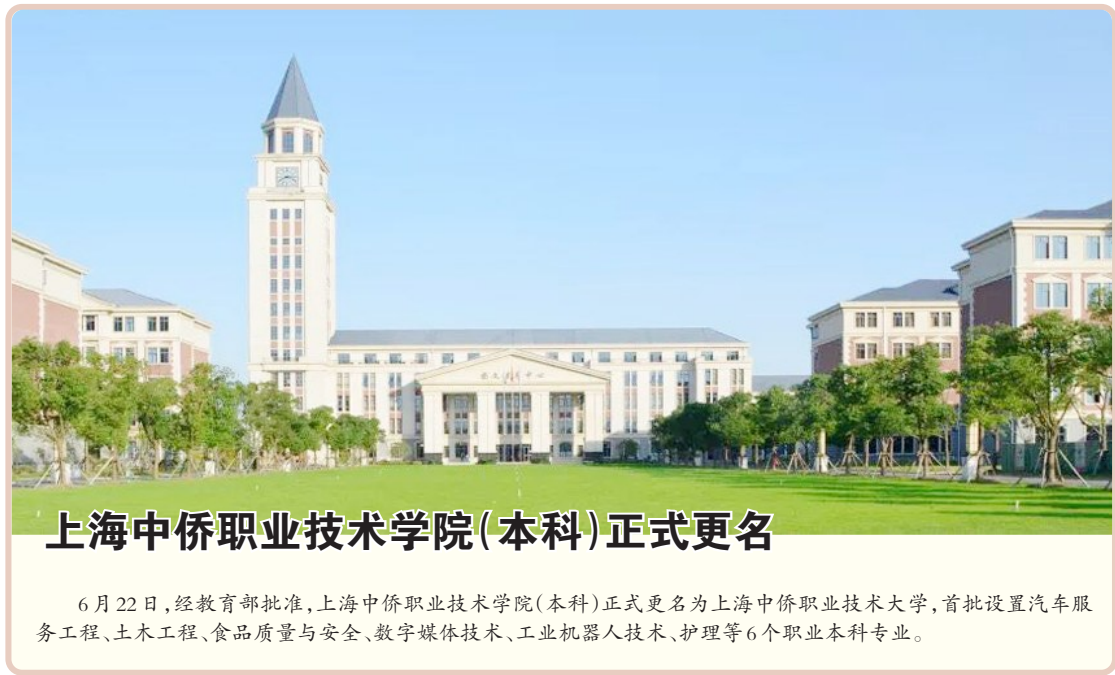 上海中侨职业技术学院(本科)正式更名
6月22日,经教育部批准,上海中侨职业技术学院(本科)正式更名为上海中侨职业技术大学,首批设置汽车服
务工程、土木工程、食品质量与安全、数字媒体技术、工业机器人技术、护理等6个职业本科专业。